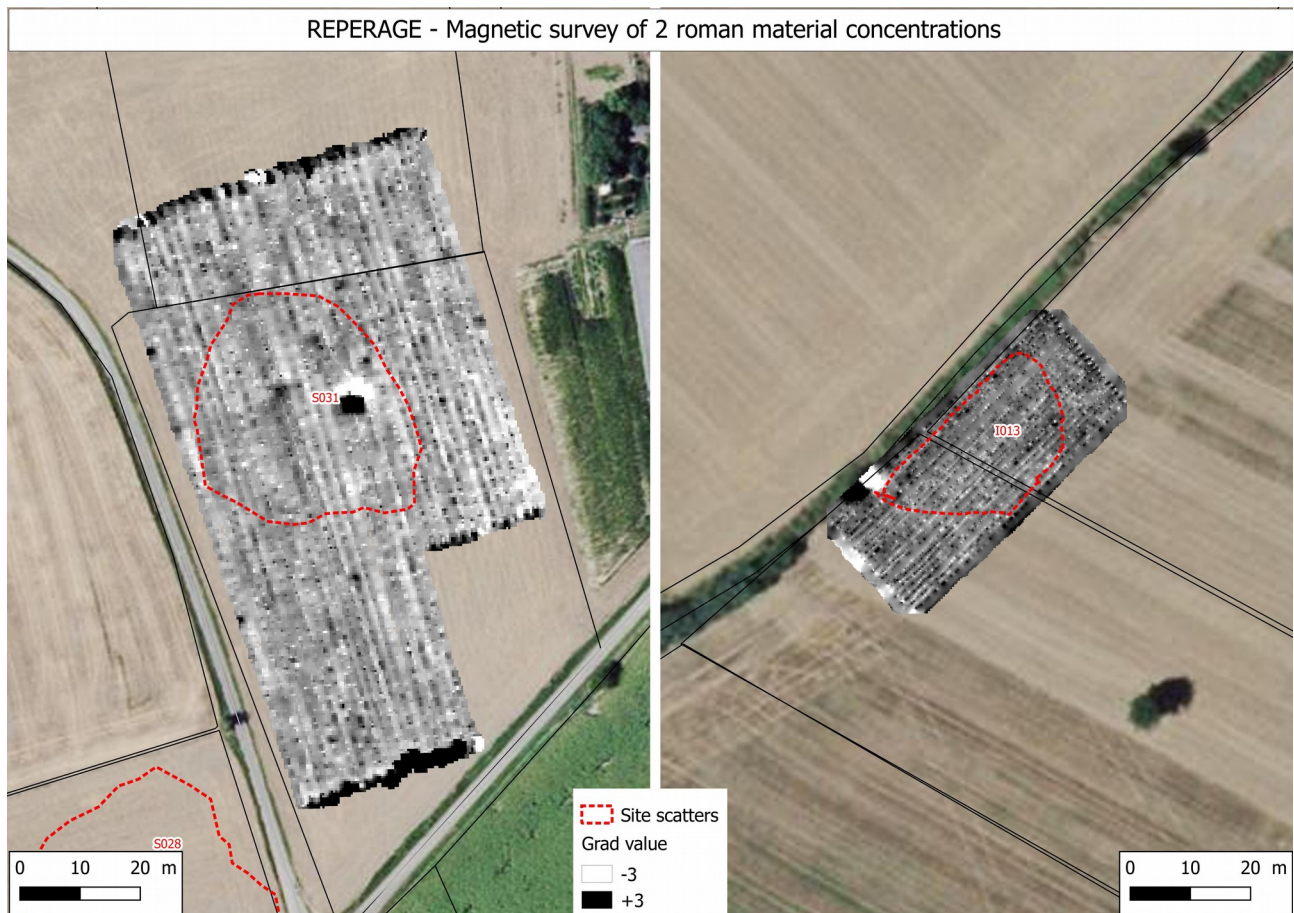 REPERAGE - Magnetic survey of 2 roman material concentrations
S031
I013
S028
0 10 20 m
Site scatters
Grad value
-3
+3
0 10 20 m